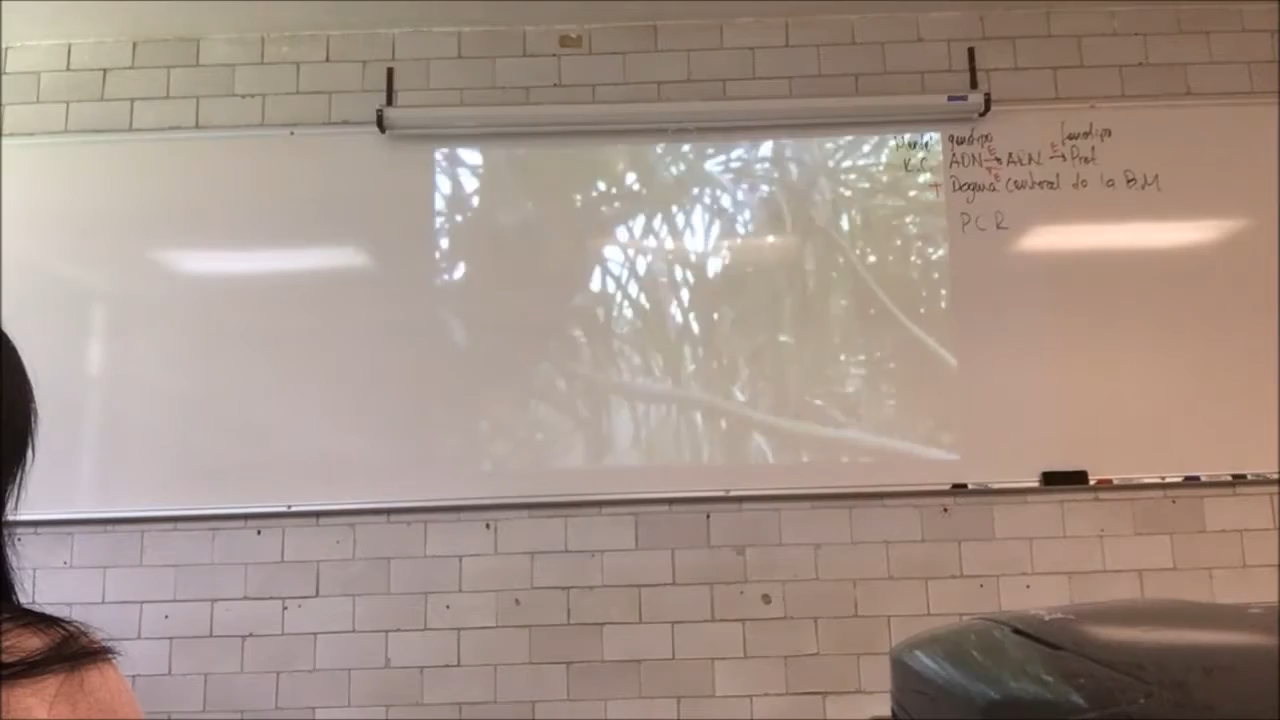 genotipo fenotipo
K.C. ADN → ARN → Prot
Dogma central de la B.M
PCR